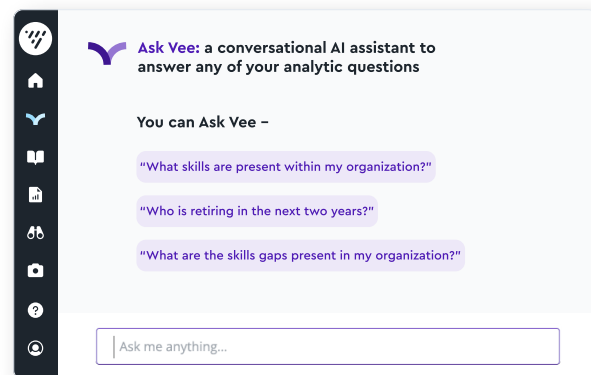 Ask Vee: a conversational AI assistant to
answer any of your analytic questions
You can Ask Vee –
“What skills are present within my organization?”
“Who is retiring in the next two years?”
“What are the skills gaps present in my organization?”
Ask me anything...